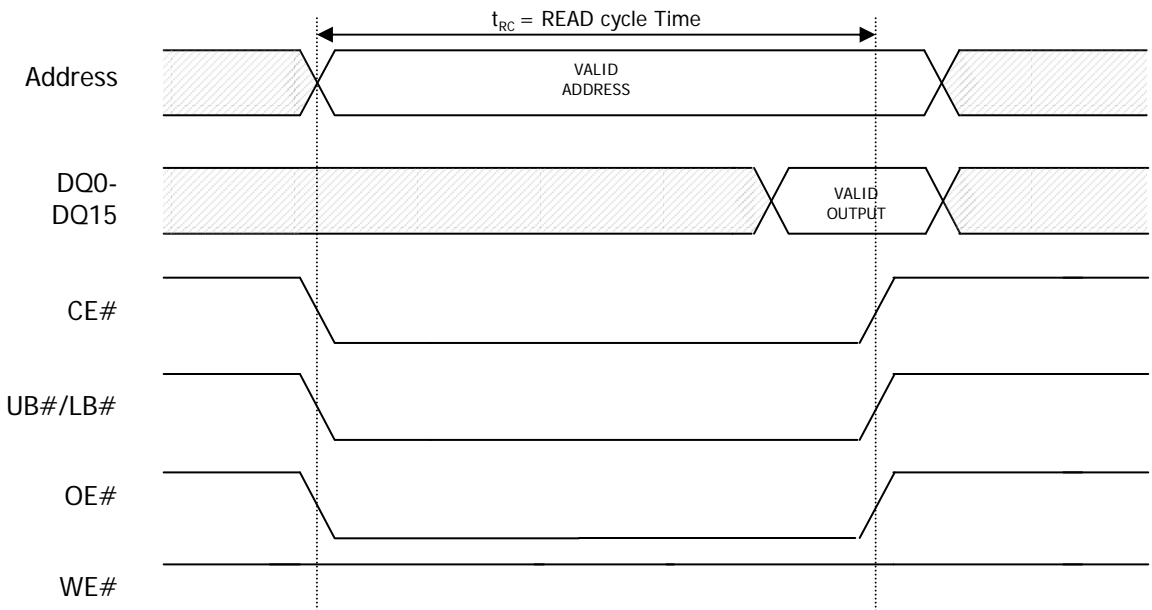 tRC = READ cycle Time
Address
VALID
ADDRESS
DQ0-
DQ15
VALID
OUTPUT
CE#
UB#/LB#
OE#
WE#